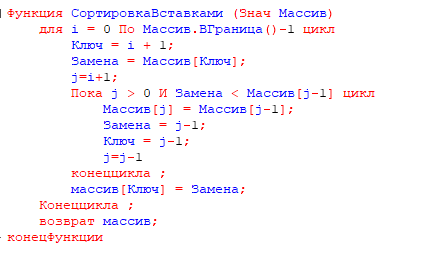 функция СортировкаВставками (Знач Массив)
для i = 0 По Массив.ВГраница()-1 цикл
Ключ = i + 1;
Замена = Массив[Ключ];
j=i+1;
Пока j > 0 И Замена < Массив[j-1] цикл
Массив[j] = Массив[j-1];
Замена = j-1;
Ключ = j-1;
j=j-1
конеццикла ;
массив[Ключ] = Замена;
Конеццикла ;
возврат массив;
конецфункции